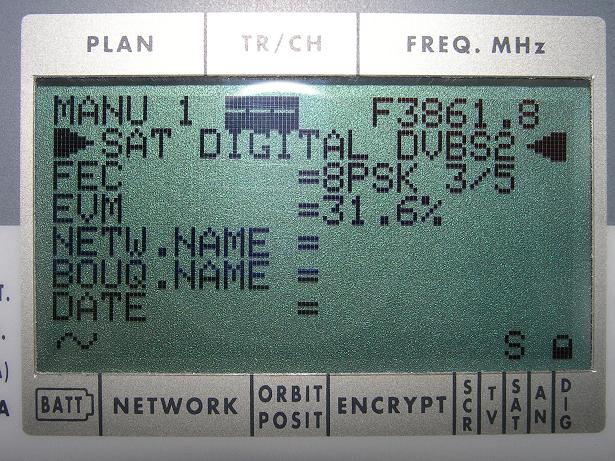 PLAN TR/CH FREQ. MHz
MANU 1 F3861.8
SAT DIGITAL DVBS2
FEC =8PSK 3/5
EVM =31.6%
NETW.NAME =
BOUQ.NAME =
DATE =
~ S
T.
.
A)
A
BATT NETWORK ORBIT POSIT ENCRYPT SCR TV SAT AN DIG